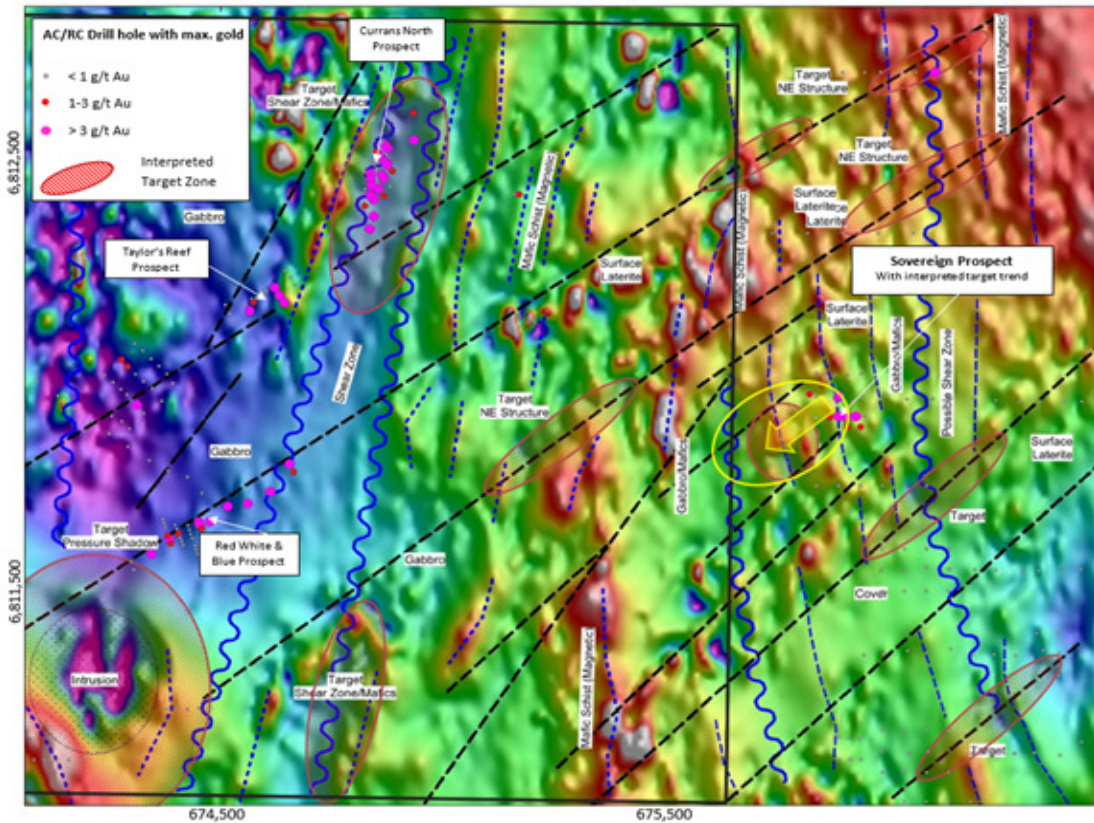 AC/RC Drill hole with max. gold
< 1 g/t Au
1-3 g/t Au
> 3 g/t Au
Interpreted
Target Zone
Currans North
Prospect
Target
Shear Zone/Mafics
Target
NE Structure
Mafic Schist (Magnetic
Target
NE Structure
6,812,500
Gabbro
Taylor's Reef
Prospect
Mafic Schist (Magnetic
Surface
Laterite
Mafic Schist (Magnetic
Surface
Laterite
Laterite
Sovereign Prospect
With interpreted target trend
Surface
Laterite
Shear Zone
Gabbro/Mafics
Possible Shear Zone
Target
NE Structure
Gabbro
Gabbro/Mafics
Surface
Laterite
Target
Pressure Shadow
Red White &
Blue Prospect
Gabbro
Target
6,811,500
Cover
Intrusion
Target
Shear Zone/Mafics
Mafic Schist (Magnetic
Target
674,500
675,500